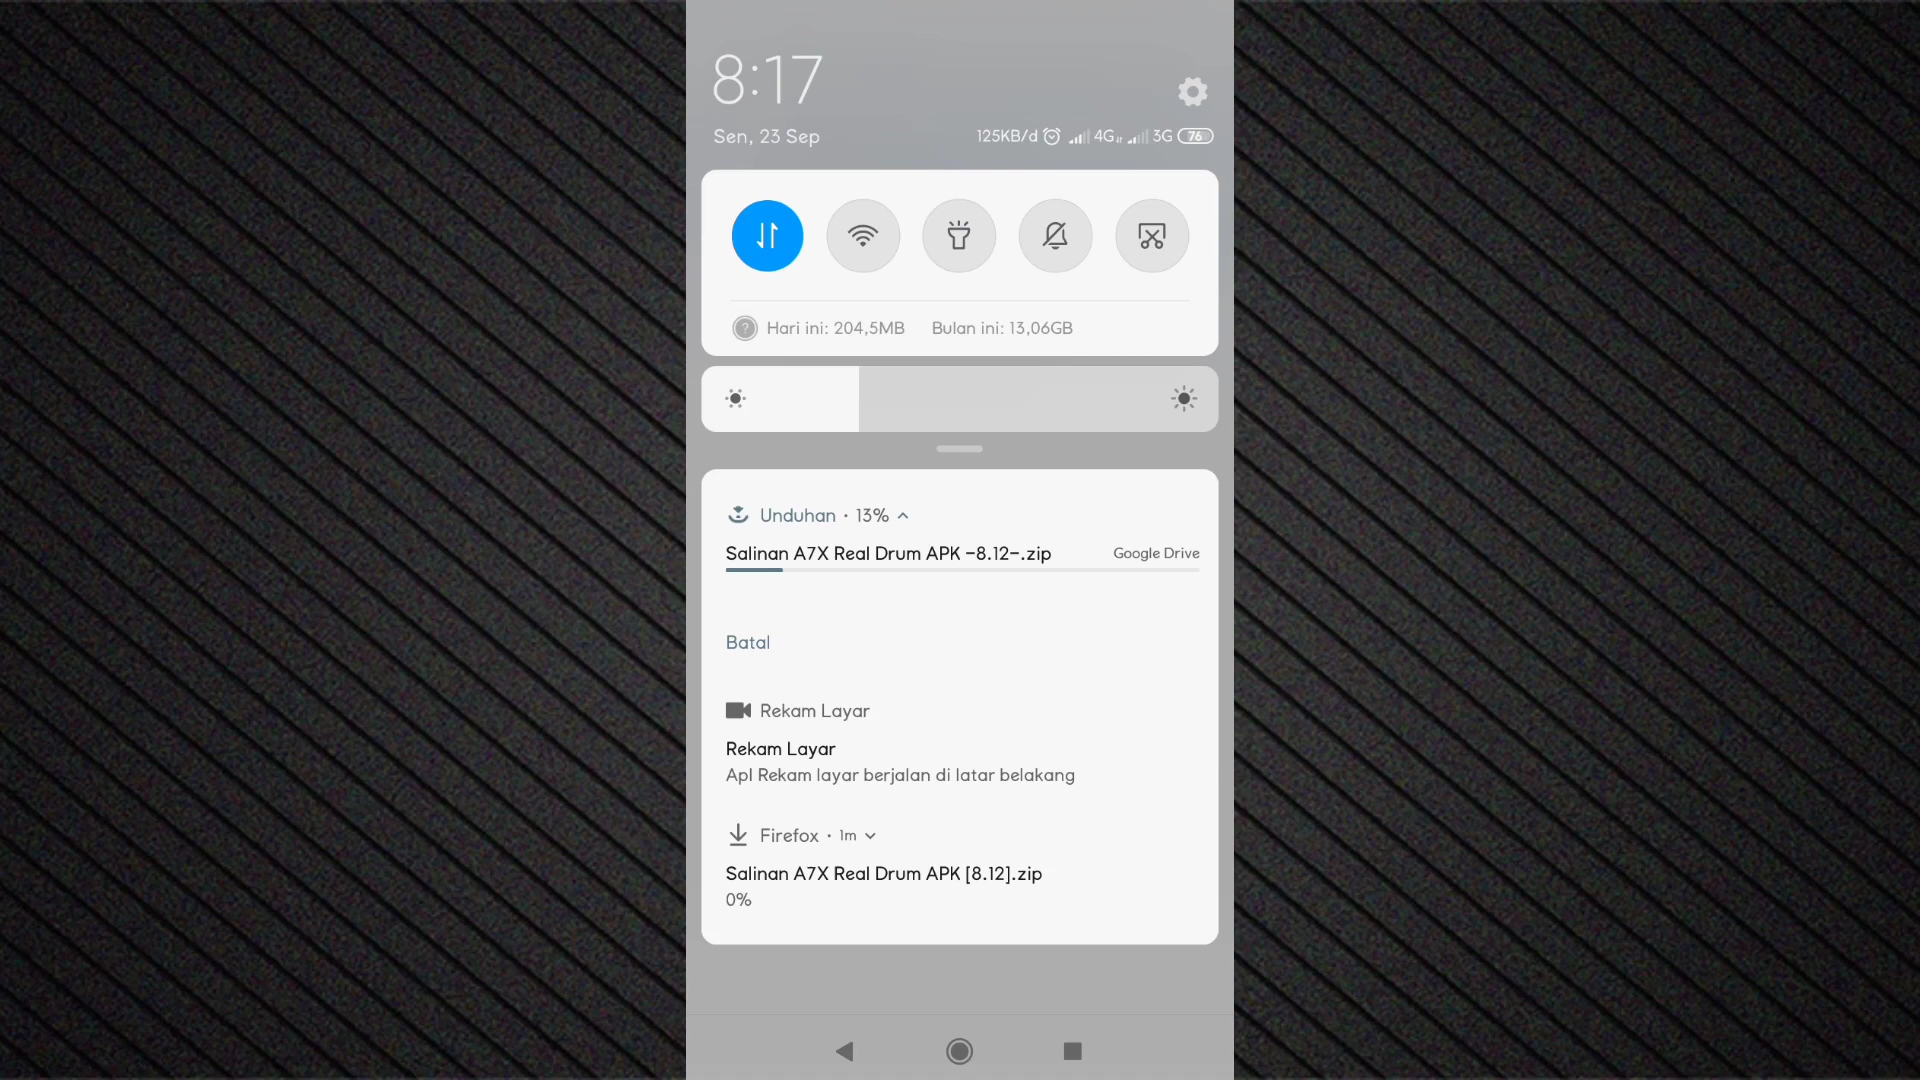 8:17
Sen, 23 Sep
125KB/d 4G 3G 76
Hari ini: 204,5MB Bulan ini: 13,06GB
Unduhan · 13%
Salinan A7X Real Drum APK -8.12-.zip Google Drive
Batal
Rekam Layar
Rekam Layar
Apl Rekam layar berjalan di latar belakang
Firefox · 1m
Salinan A7X Real Drum APK [8.12].zip
0%